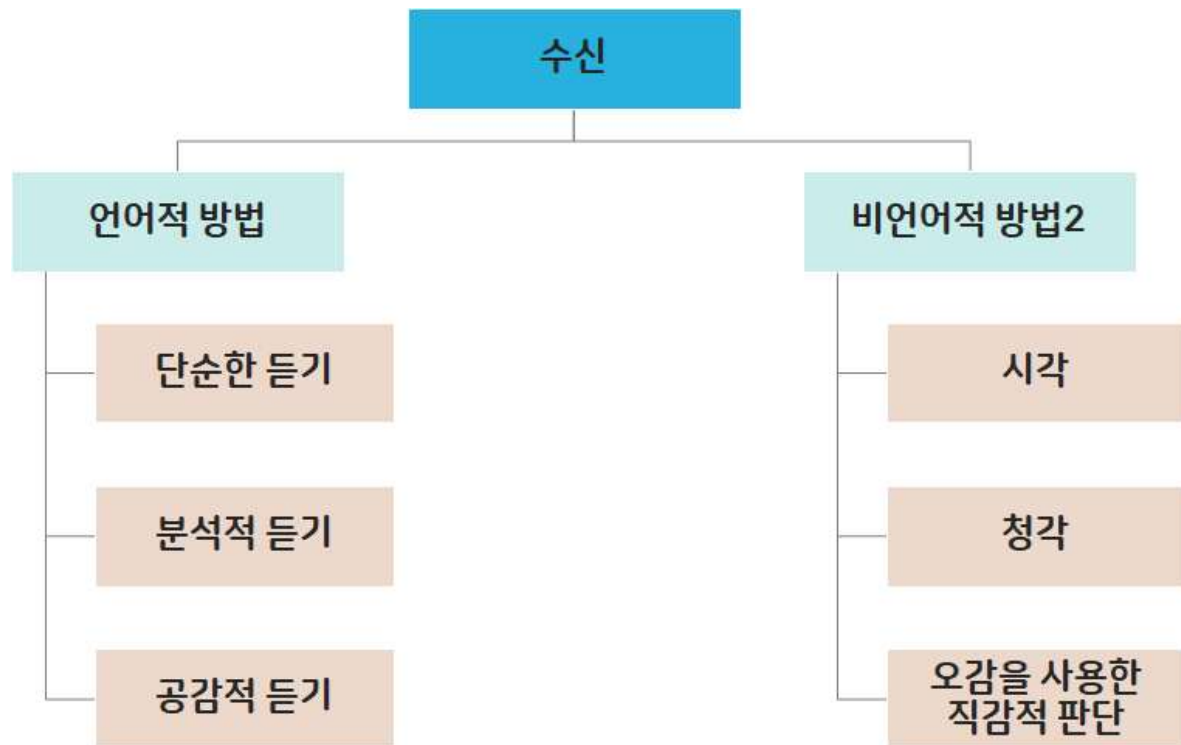 수신
언어적 방법
비언어적 방법2
단순한 듣기
시각
분석적 듣기
청각
공감적 듣기
오감을 사용한
직감적 판단